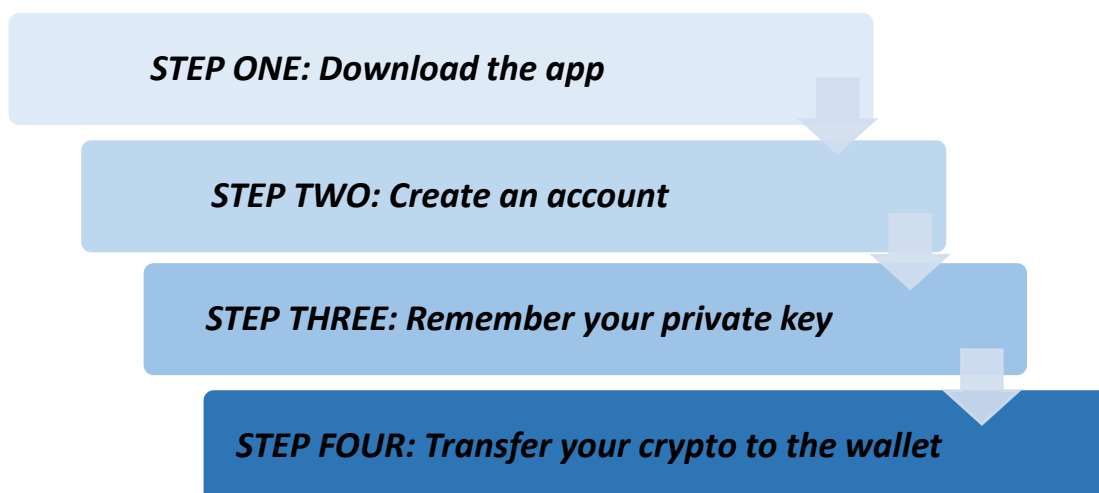 STEP ONE: Download the app
STEP TWO: Create an account
STEP THREE: Remember your private key
STEP FOUR: Transfer your crypto to the wallet